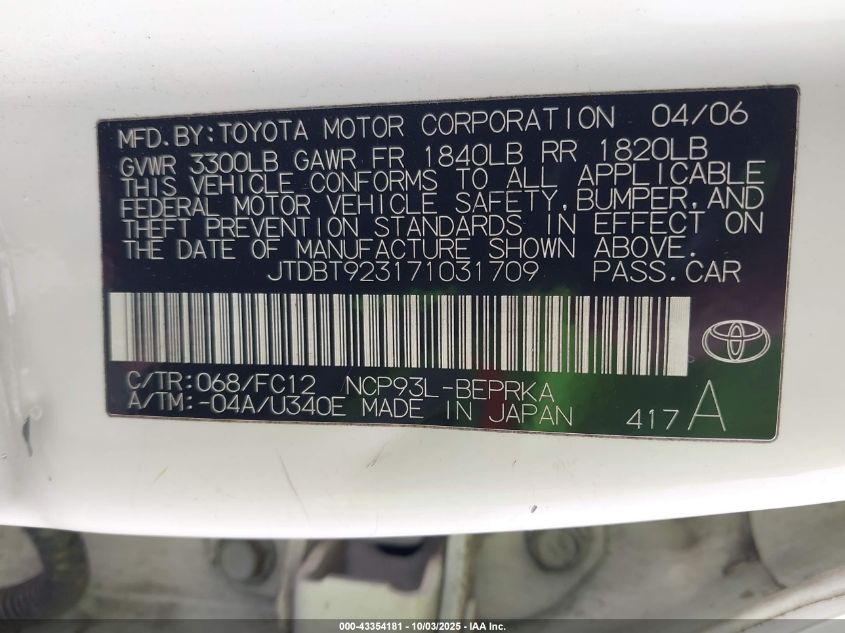 MFD.BY:TOYOTA MOTOR CORPORATION 04/06
GVWR 3300LB GAWR FR 1840LB RR 1820LB
THIS VEHICLE CONFORMS TO ALL APPLICABLE
FEDERAL MOTOR VEHICLE SAFETY,BUMPER,AND
THEFT PREVENTION STANDARDS IN EFFECT ON
THE DATE OF MANUFACTURE SHOWN ABOVE.
JTDBT923171031709 PASS.CAR
C/TR:068/FC12 NCP93L-BEPRKA
A/TM:-04A/U340E MADE IN JAPAN 417A
000-43354181 - 10/03/2025 - IAA Inc.